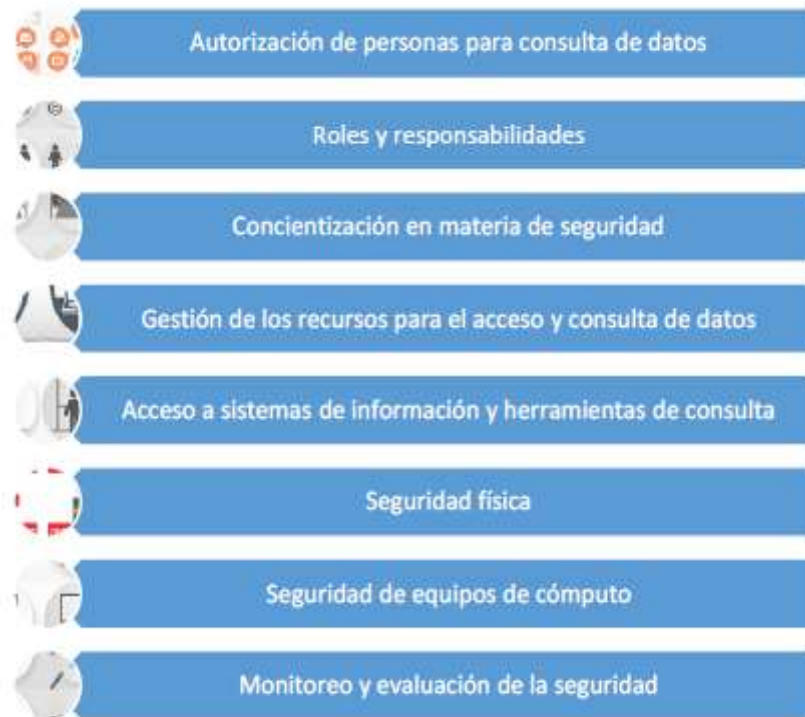 Autorización de personas para consulta de datos
Roles y responsabilidades
Concientización en materia de seguridad
Gestión de los recursos para el acceso y consulta de datos
Acceso a sistemas de información y herramientas de consulta
Seguridad física
Seguridad de equipos de cómputo
Monitoreo y evaluación de la seguridad